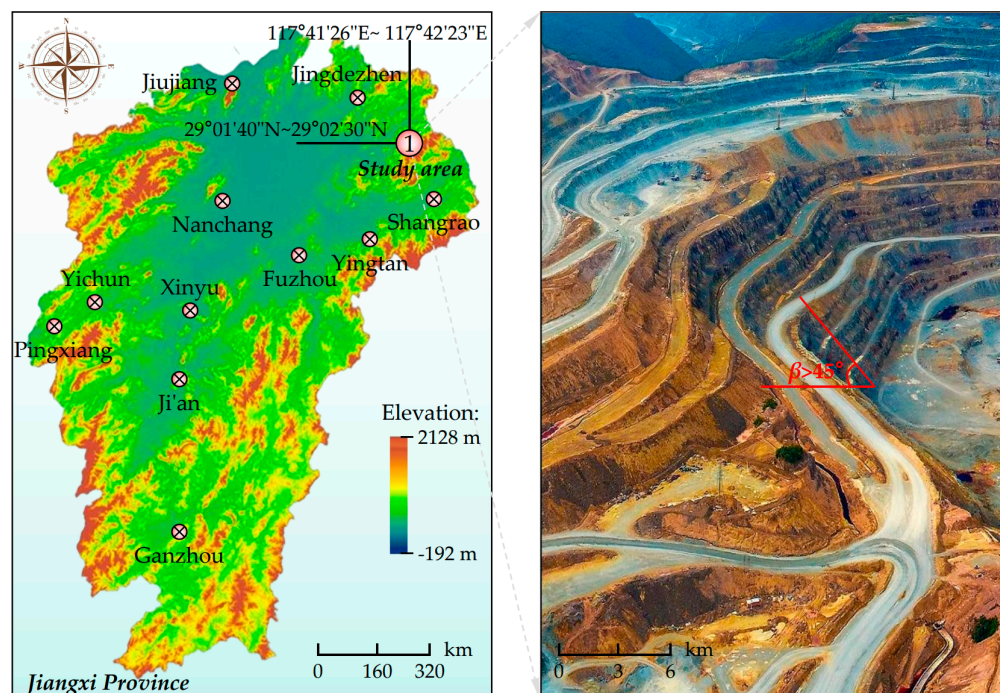 117°41'26"E~ 117°42'23"E
N
W
E
S
Jiujiang
Jingdezhen
29°01'40"N~29°02'30"N
1
Study area
Nanchang
Shangrao
Fuzhou
Yingtan
Yichun
Xinyu
Pingxiang
Ji'an
β>45°
Elevation:
2128 m
-192 m
Ganzhou
km
0 160 320
km
0 3 6
Jiangxi Province